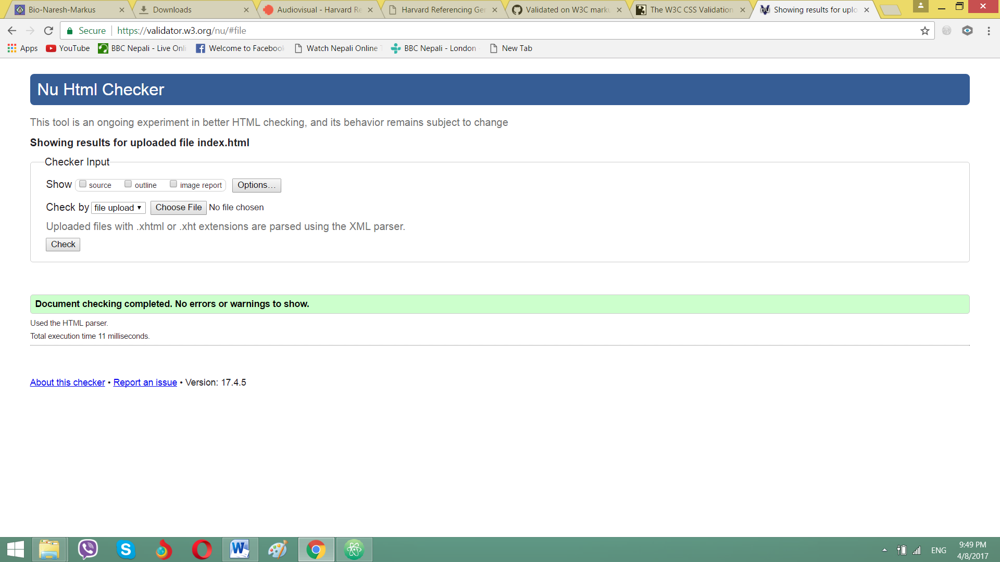 Bio-Naresh-Markus
Downloads
Audiovisual - Harvard Re
Harvard Referencing Ger
Validated on W3C marku
The W3C CSS Validation
Showing results for uplo
Secure
https://validator.w3.org/nu/#file
Apps
YouTube
BBC Nepali - Live Onli
Welcome to Facebook
Watch Nepali Online T
BBC Nepali - London
New Tab
Nu Html Checker
This tool is an ongoing experiment in better HTML checking, and its behavior remains subject to change
Showing results for uploaded file index.html
Checker Input
Show source outline image report Options...
Check by file upload Choose File No file chosen
Uploaded files with .xhtml or .xht extensions are parsed using the XML parser.
Check
Document checking completed. No errors or warnings to show.
Used the HTML parser.
Total execution time 11 milliseconds.
About this checker • Report an issue • Version: 17.4.5
ENG
9:49 PM
4/8/2017